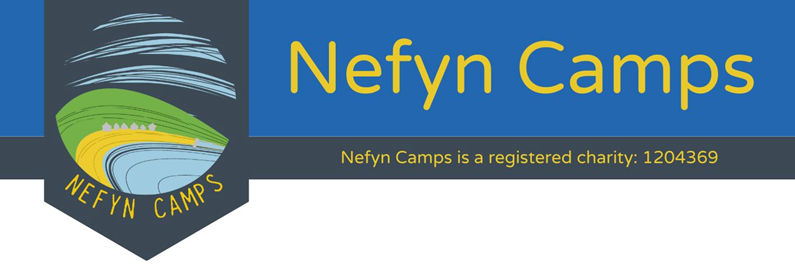 Nefyn Camps
Nefyn Camps is a registered charity: 1204369
NEFYN CAMPS